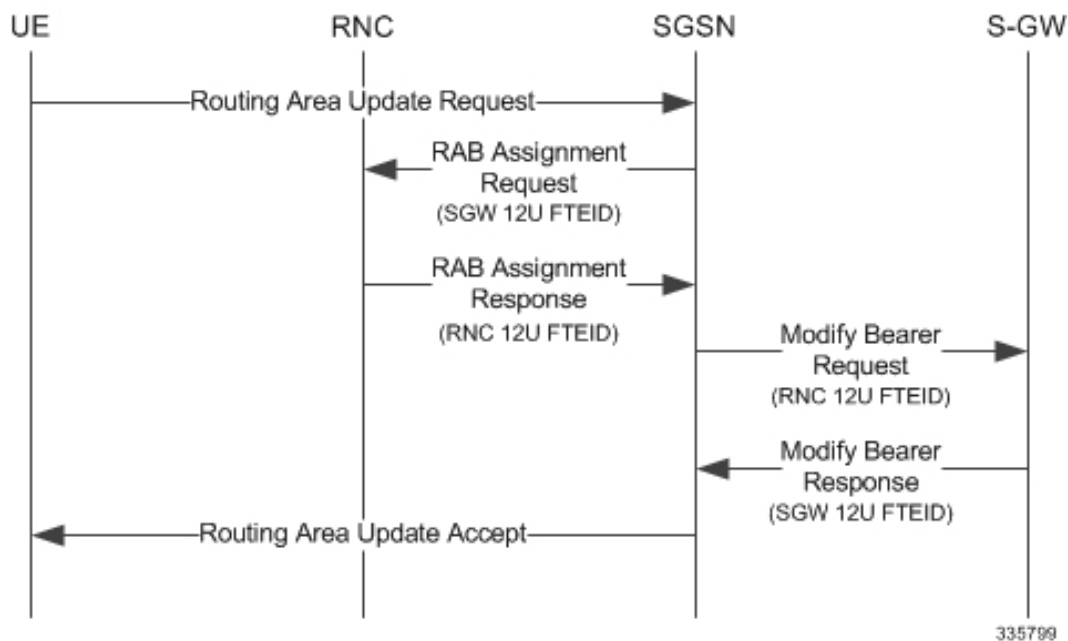 UE RNC SGSN S-GW
Routing Area Update Request
RAB Assignment
Request
(SGW 12U FTEID)
RAB Assignment
Response
(RNC 12U FTEID)
Modify Bearer
Request
(RNC 12U FTEID)
Modify Bearer
Response
(SGW 12U FTEID)
Routing Area Update Accept
335799